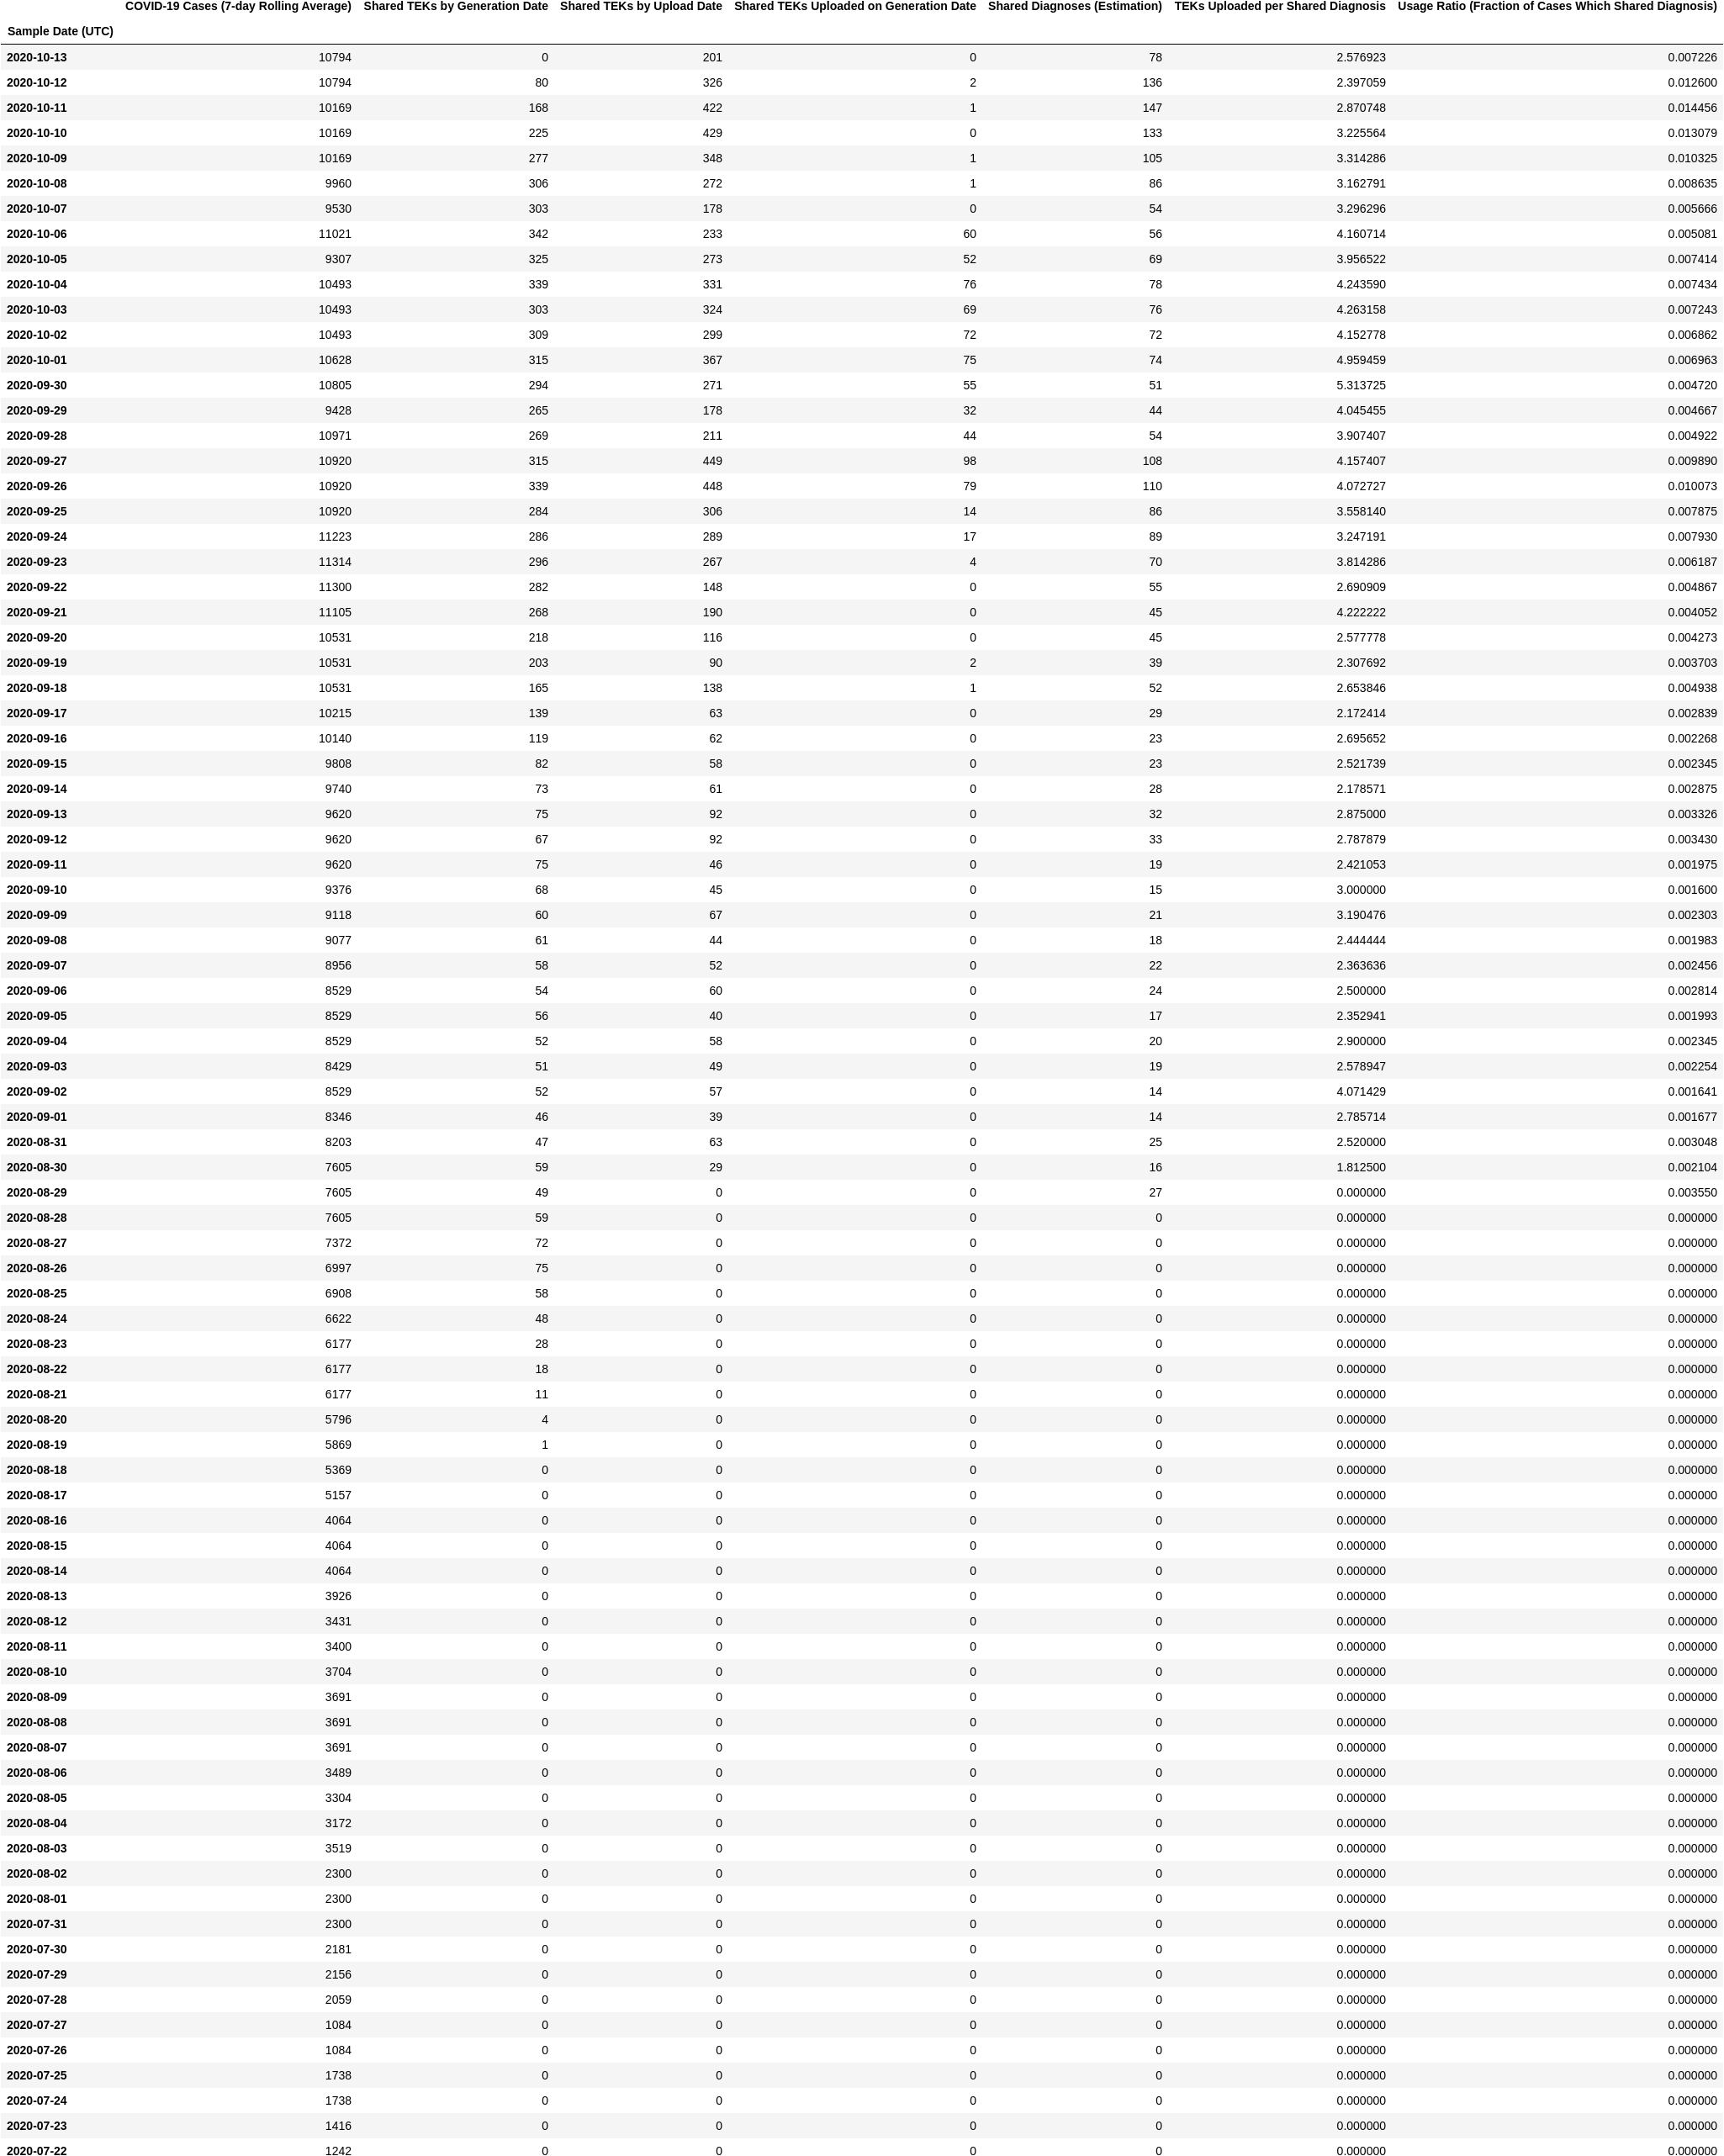 COVID-19 Cases (7-day Rolling Average) Shared TEKs by Generation Date Shared TEKs by Upload Date Shared TEKs Uploaded on Generation Date Shared Diagnoses (Estimation) TEKs Uploaded per Shared Diagnosis Usage Ratio (Fraction of Cases Which Shared Diagnosis)
Sample Date (UTC)
2020-10-13 10794 0 201 0 78 2.576923 0.007226
2020-10-12 10794 80 326 2 136 2.397059 0.012600
2020-10-11 10169 168 422 1 147 2.870748 0.014456
2020-10-10 10169 225 429 0 133 3.225564 0.013079
2020-10-09 10169 277 348 1 105 3.314286 0.010325
2020-10-08 9960 306 272 1 86 3.162791 0.008635
2020-10-07 9530 303 178 0 54 3.296296 0.005666
2020-10-06 11021 342 233 60 56 4.160714 0.005081
2020-10-05 9307 325 273 52 69 3.956522 0.007414
2020-10-04 10493 339 331 76 78 4.243590 0.007434
2020-10-03 10493 303 324 69 76 4.263158 0.007243
2020-10-02 10493 309 299 72 72 4.152778 0.006862
2020-10-01 10628 315 367 75 74 4.959459 0.006963
2020-09-30 10805 294 271 55 51 5.313725 0.004720
2020-09-29 9428 265 178 32 44 4.045455 0.004667
2020-09-28 10971 269 211 44 54 3.907407 0.004922
2020-09-27 10920 315 449 98 108 4.157407 0.009890
2020-09-26 10920 339 448 79 110 4.072727 0.010073
2020-09-25 10920 284 306 14 86 3.558140 0.007875
2020-09-24 11223 286 289 17 89 3.247191 0.007930
2020-09-23 11314 296 267 4 70 3.814286 0.006187
2020-09-22 11300 282 148 0 55 2.690909 0.004867
2020-09-21 11105 268 190 0 45 4.222222 0.004052
2020-09-20 10531 218 116 0 45 2.577778 0.004273
2020-09-19 10531 203 90 2 39 2.307692 0.003703
2020-09-18 10531 165 138 1 52 2.653846 0.004938
2020-09-17 10215 139 63 0 29 2.172414 0.002839
2020-09-16 10140 119 62 0 23 2.695652 0.002268
2020-09-15 9808 82 58 0 23 2.521739 0.002345
2020-09-14 9740 73 61 0 28 2.178571 0.002875
2020-09-13 9620 75 92 0 32 2.875000 0.003326
2020-09-12 9620 67 92 0 33 2.787879 0.003430
2020-09-11 9620 75 46 0 19 2.421053 0.001975
2020-09-10 9376 68 45 0 15 3.000000 0.001600
2020-09-09 9118 60 67 0 21 3.190476 0.002303
2020-09-08 9077 61 44 0 18 2.444444 0.001983
2020-09-07 8956 58 52 0 22 2.363636 0.002456
2020-09-06 8529 54 60 0 24 2.500000 0.002814
2020-09-05 8529 56 40 0 17 2.352941 0.001993
2020-09-04 8529 52 58 0 20 2.900000 0.002345
2020-09-03 8429 51 49 0 19 2.578947 0.002254
2020-09-02 8529 52 57 0 14 4.071429 0.001641
2020-09-01 8346 46 39 0 14 2.785714 0.001677
2020-08-31 8203 47 63 0 25 2.520000 0.003048
2020-08-30 7605 59 29 0 16 1.812500 0.002104
2020-08-29 7605 49 0 0 27 0.000000 0.003550
2020-08-28 7605 59 0 0 0 0.000000 0.000000
2020-08-27 7372 72 0 0 0 0.000000 0.000000
2020-08-26 6997 75 0 0 0 0.000000 0.000000
2020-08-25 6908 58 0 0 0 0.000000 0.000000
2020-08-24 6622 48 0 0 0 0.000000 0.000000
2020-08-23 6177 28 0 0 0 0.000000 0.000000
2020-08-22 6177 18 0 0 0 0.000000 0.000000
2020-08-21 6177 11 0 0 0 0.000000 0.000000
2020-08-20 5796 4 0 0 0 0.000000 0.000000
2020-08-19 5869 1 0 0 0 0.000000 0.000000
2020-08-18 5369 0 0 0 0 0.000000 0.000000
2020-08-17 5157 0 0 0 0 0.000000 0.000000
2020-08-16 4064 0 0 0 0 0.000000 0.000000
2020-08-15 4064 0 0 0 0 0.000000 0.000000
2020-08-14 4064 0 0 0 0 0.000000 0.000000
2020-08-13 3926 0 0 0 0 0.000000 0.000000
2020-08-12 3431 0 0 0 0 0.000000 0.000000
2020-08-11 3400 0 0 0 0 0.000000 0.000000
2020-08-10 3704 0 0 0 0 0.000000 0.000000
2020-08-09 3691 0 0 0 0 0.000000 0.000000
2020-08-08 3691 0 0 0 0 0.000000 0.000000
2020-08-07 3691 0 0 0 0 0.000000 0.000000
2020-08-06 3489 0 0 0 0 0.000000 0.000000
2020-08-05 3304 0 0 0 0 0.000000 0.000000
2020-08-04 3172 0 0 0 0 0.000000 0.000000
2020-08-03 3519 0 0 0 0 0.000000 0.000000
2020-08-02 2300 0 0 0 0 0.000000 0.000000
2020-08-01 2300 0 0 0 0 0.000000 0.000000
2020-07-31 2300 0 0 0 0 0.000000 0.000000
2020-07-30 2181 0 0 0 0 0.000000 0.000000
2020-07-29 2156 0 0 0 0 0.000000 0.000000
2020-07-28 2059 0 0 0 0 0.000000 0.000000
2020-07-27 1084 0 0 0 0 0.000000 0.000000
2020-07-26 1084 0 0 0 0 0.000000 0.000000
2020-07-25 1738 0 0 0 0 0.000000 0.000000
2020-07-24 1738 0 0 0 0 0.000000 0.000000
2020-07-23 1416 0 0 0 0 0.000000 0.000000
2020-07-22 1242 0 0 0 0 0.000000 0.000000